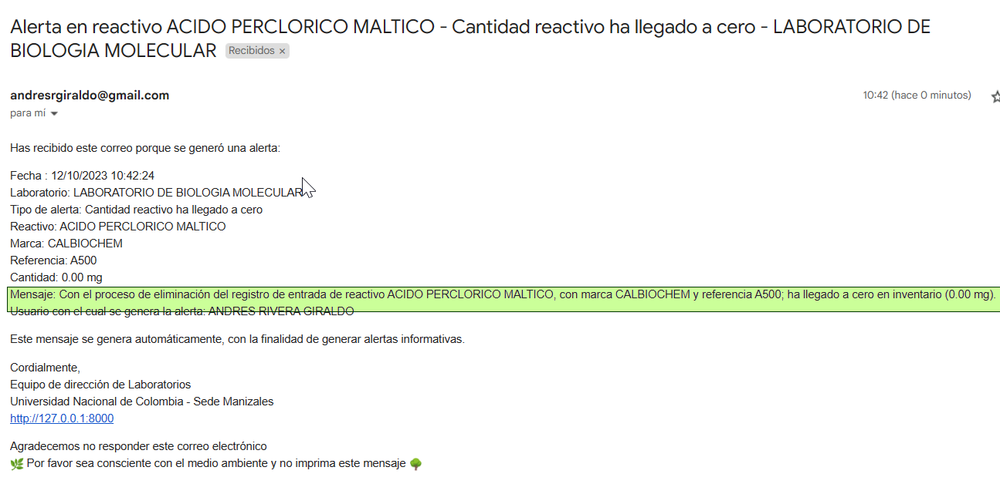 Alerta en reactivo ACIDO PERCLORICO MALTICO - Cantidad reactivo ha llegado a cero - LABORATORIO DE
BIOLOGIA MOLECULAR Recibidos ×
andresrgiraldo@gmail.com 10:42 (hace 0 minutos)
para mí
Has recibido este correo porque se generó una alerta:
Fecha : 12/10/2023 10:42:24
Laboratorio: LABORATORIO DE BIOLOGIA MOLECULAR
Tipo de alerta: Cantidad reactivo ha llegado a cero
Reactivo: ACIDO PERCLORICO MALTICO
Marca: CALBIOCHEM
Referencia: A500
Cantidad: 0.00 mg
Mensaje: Con el proceso de eliminación del registro de entrada de reactivo ACIDO PERCLORICO MALTICO, con marca CALBIOCHEM y referencia A500; ha llegado a cero en inventario (0.00 mg).
Usuario con el cual se genera la alerta: ANDRES RIVERA GIRALDO
Este mensaje se genera automáticamente, con la finalidad de generar alertas informativas.
Cordialmente,
Equipo de dirección de Laboratorios
Universidad Nacional de Colombia - Sede Manizales
http://127.0.0.1:8000
Agradecemos no responder este correo electrónico
🌿 Por favor sea consciente con el medio ambiente y no imprima este mensaje 🌳